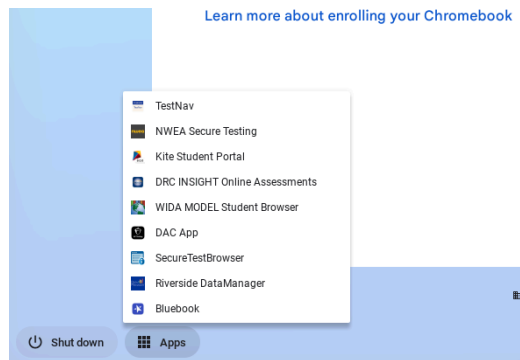 Learn more about enrolling your Chromebook
TestNav
NWEA Secure Testing
Kite Student Portal
DRC INSIGHT Online Assessments
WIDA MODEL Student Browser
DAC App
SecureTestBrowser
Riverside DataManager
Bluebook
Shut down
Apps